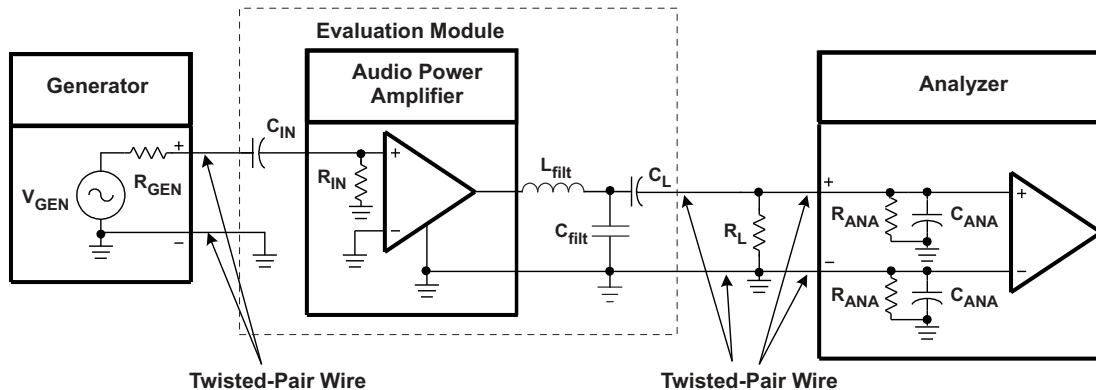 Evaluation Module
Generator
Audio Power
Amplifier
Analyzer
C_IN
+
R_GEN
V_GEN
−
R_IN
+
−
L_filt
C_L
C_filt
R_L
+
R_ANA
C_ANA
+
−
R_ANA
C_ANA
−
Twisted-Pair Wire
Twisted-Pair Wire